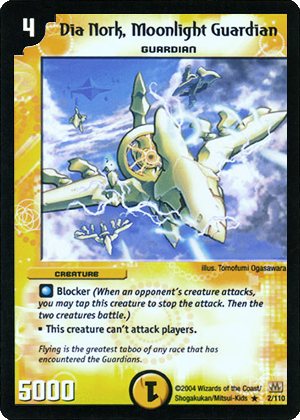 4
Dia Nork, Moonlight Guardian
GUARDIAN
illus. Tomofumi Ogasawara
CREATURE
Blocker (When an opponent's creature attacks,
you may tap this creature to stop the attack. Then the
two creatures battle.)
▪ This creature can't attack players.
Flying is the greatest taboo of any race that has
encountered the Guardians.
5000
1
©2004 Wizards of the Coast/
Shogakukan/Mitsui-Kids ★ 2/110